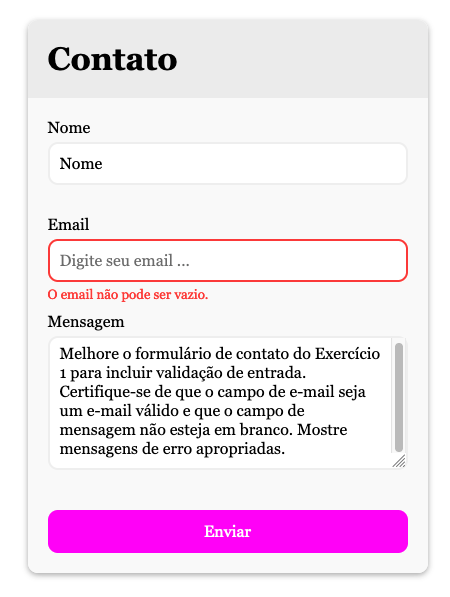 Contato
Nome
Nome
Email
Digite seu email ...
O email não pode ser vazio.
Mensagem
Melhore o formulário de contato do Exercício
1 para incluir validação de entrada.
Certifique-se de que o campo de e-mail seja
um e-mail válido e que o campo de
mensagem não esteja em branco. Mostre
mensagens de erro apropriadas.
Enviar